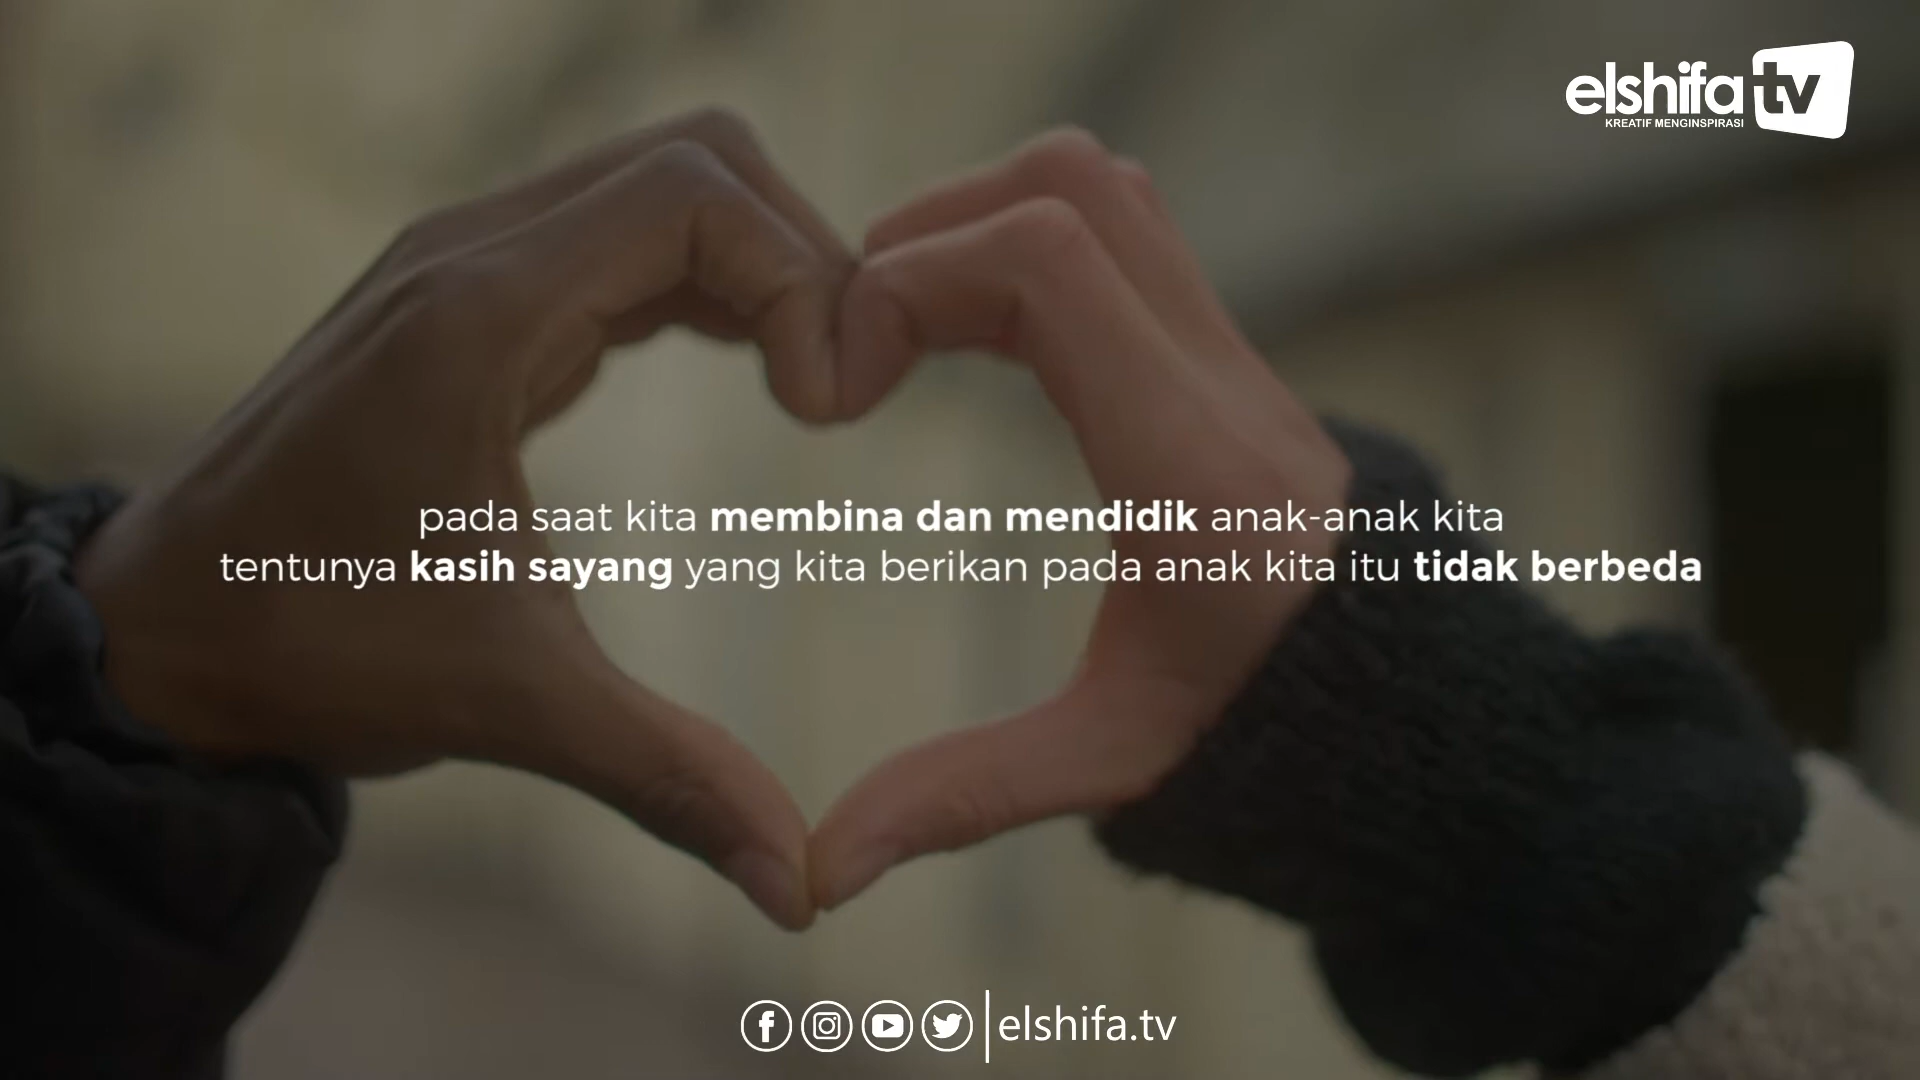 elshifa tv
KREATIF MENGINSPIRASI
pada saat kita membina dan mendidik anak-anak kita
tentunya kasih sayang yang kita berikan pada anak kita itu tidak berbeda
elshifa.tv